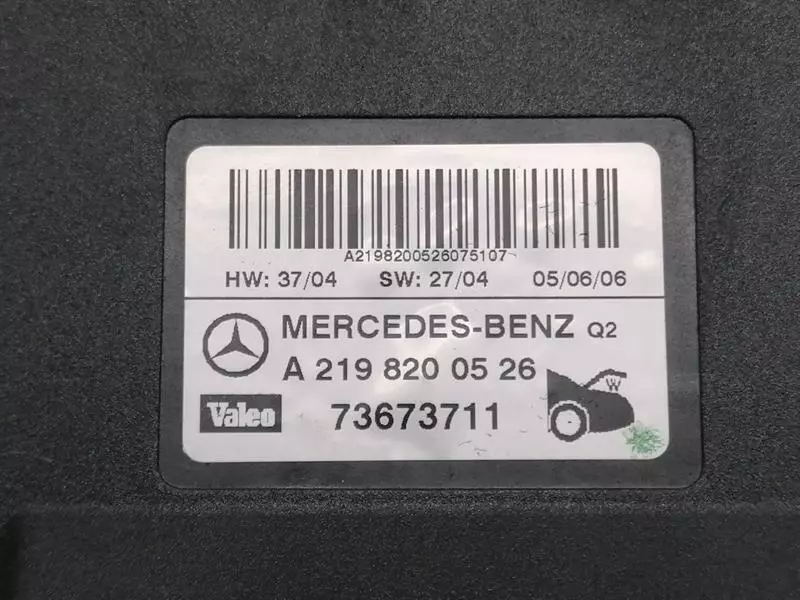 A2198200526075107
HW: 37/04 SW: 27/04 05/06/06
MERCEDES-BENZ Q2
A 219 820 05 26
Valeo 73673711